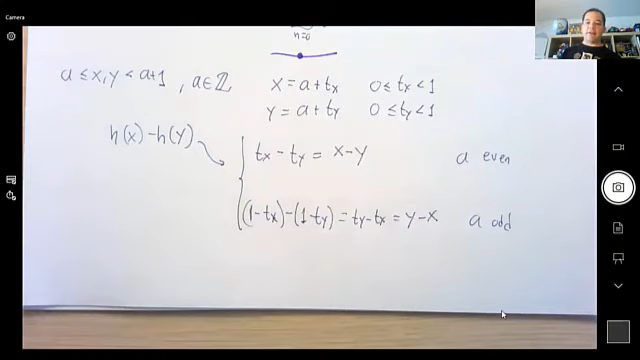 Camera
n=0
a ≤ x, y < a+1 , a ∈ ℤ x = a + tx 0 ≤ tx < 1
y = a + ty 0 ≤ ty < 1
h(x) - h(y)
tx - ty = x - y a even
(1-tx)-(1-ty) = ty-tx = y-x a odd